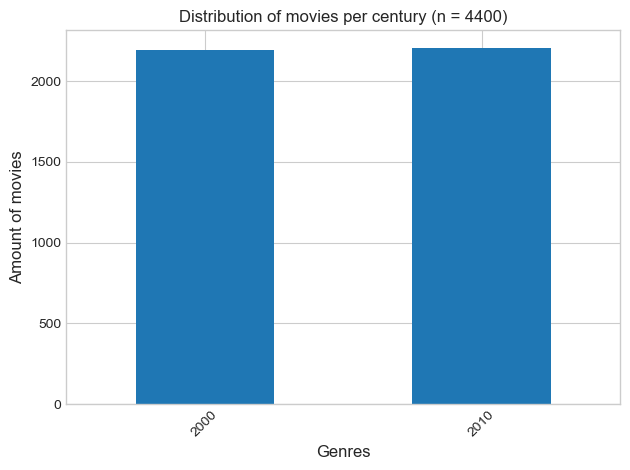 Distribution of movies per century (n = 4400)
Amount of movies
2000
1500
1000
500
0
2000
2010
Genres